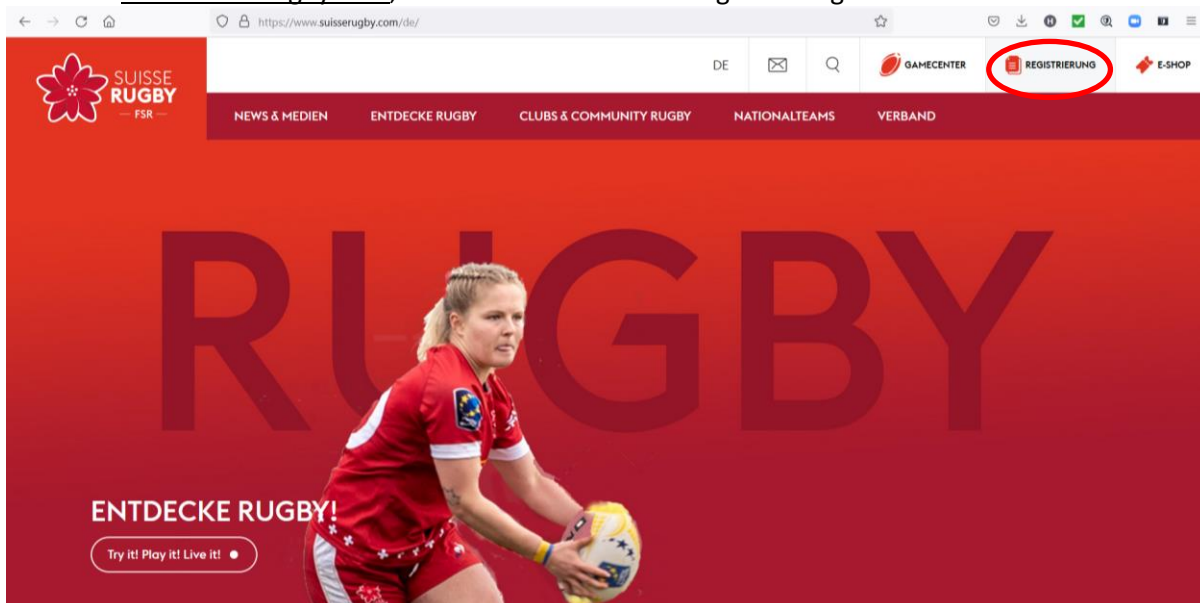 https://www.suisserugby.com/de/
SUISSE
RUGBY
FSR
DE
GAMECENTER
REGISTRIERUNG
E-SHOP
NEWS & MEDIEN
ENTDECKE RUGBY
CLUBS & COMMUNITY RUGBY
NATIONALTEAMS
VERBAND
RUGBY
ENTDECKE RUGBY!
Try it! Play it! Live it!